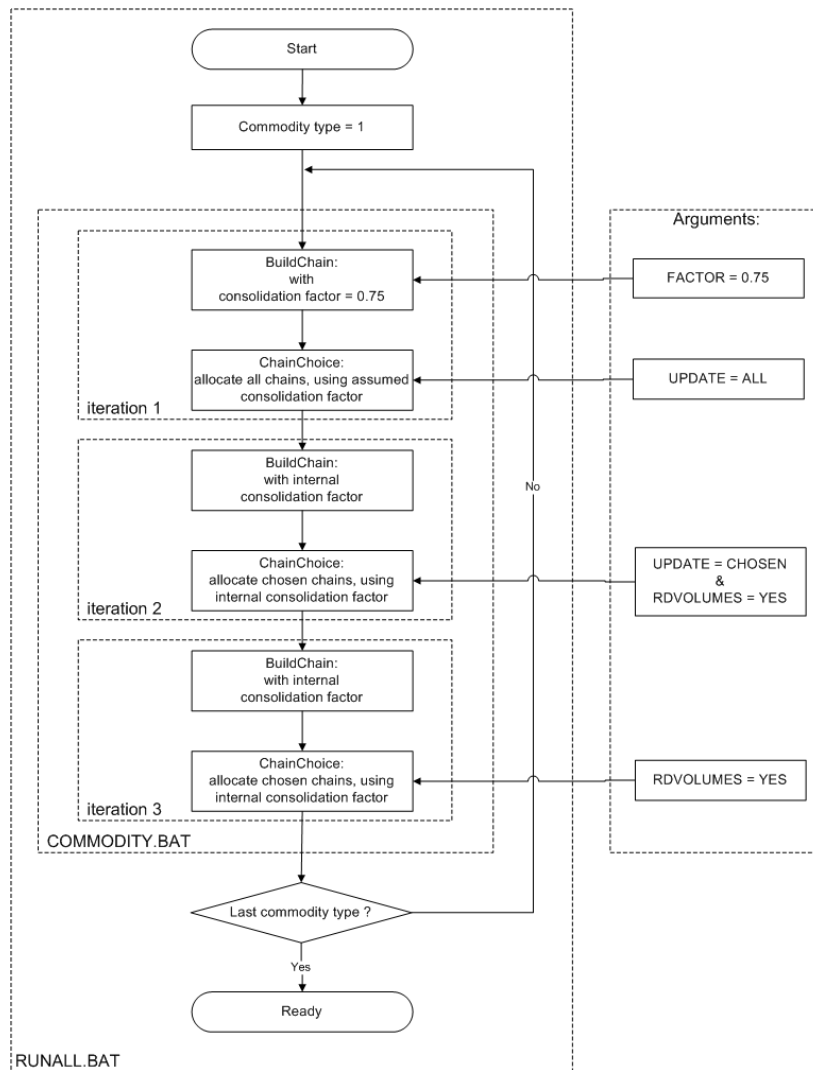 Start
Commodity type = 1
Arguments:
BuildChain:
with
consolidation factor = 0.75
FACTOR = 0.75
ChainChoice:
allocate all chains, using assumed
consolidation factor
UPDATE = ALL
iteration 1
BuildChain:
with internal
consolidation factor
No
ChainChoice:
allocate chosen chains, using
internal consolidation factor
UPDATE = CHOSEN
&
RDVOLUMES = YES
iteration 2
BuildChain:
with internal
consolidation factor
ChainChoice:
allocate chosen chains, using
internal consolidation factor
RDVOLUMES = YES
iteration 3
COMMODITY.BAT
Last commodity type ?
Yes
Ready
RUNALL.BAT